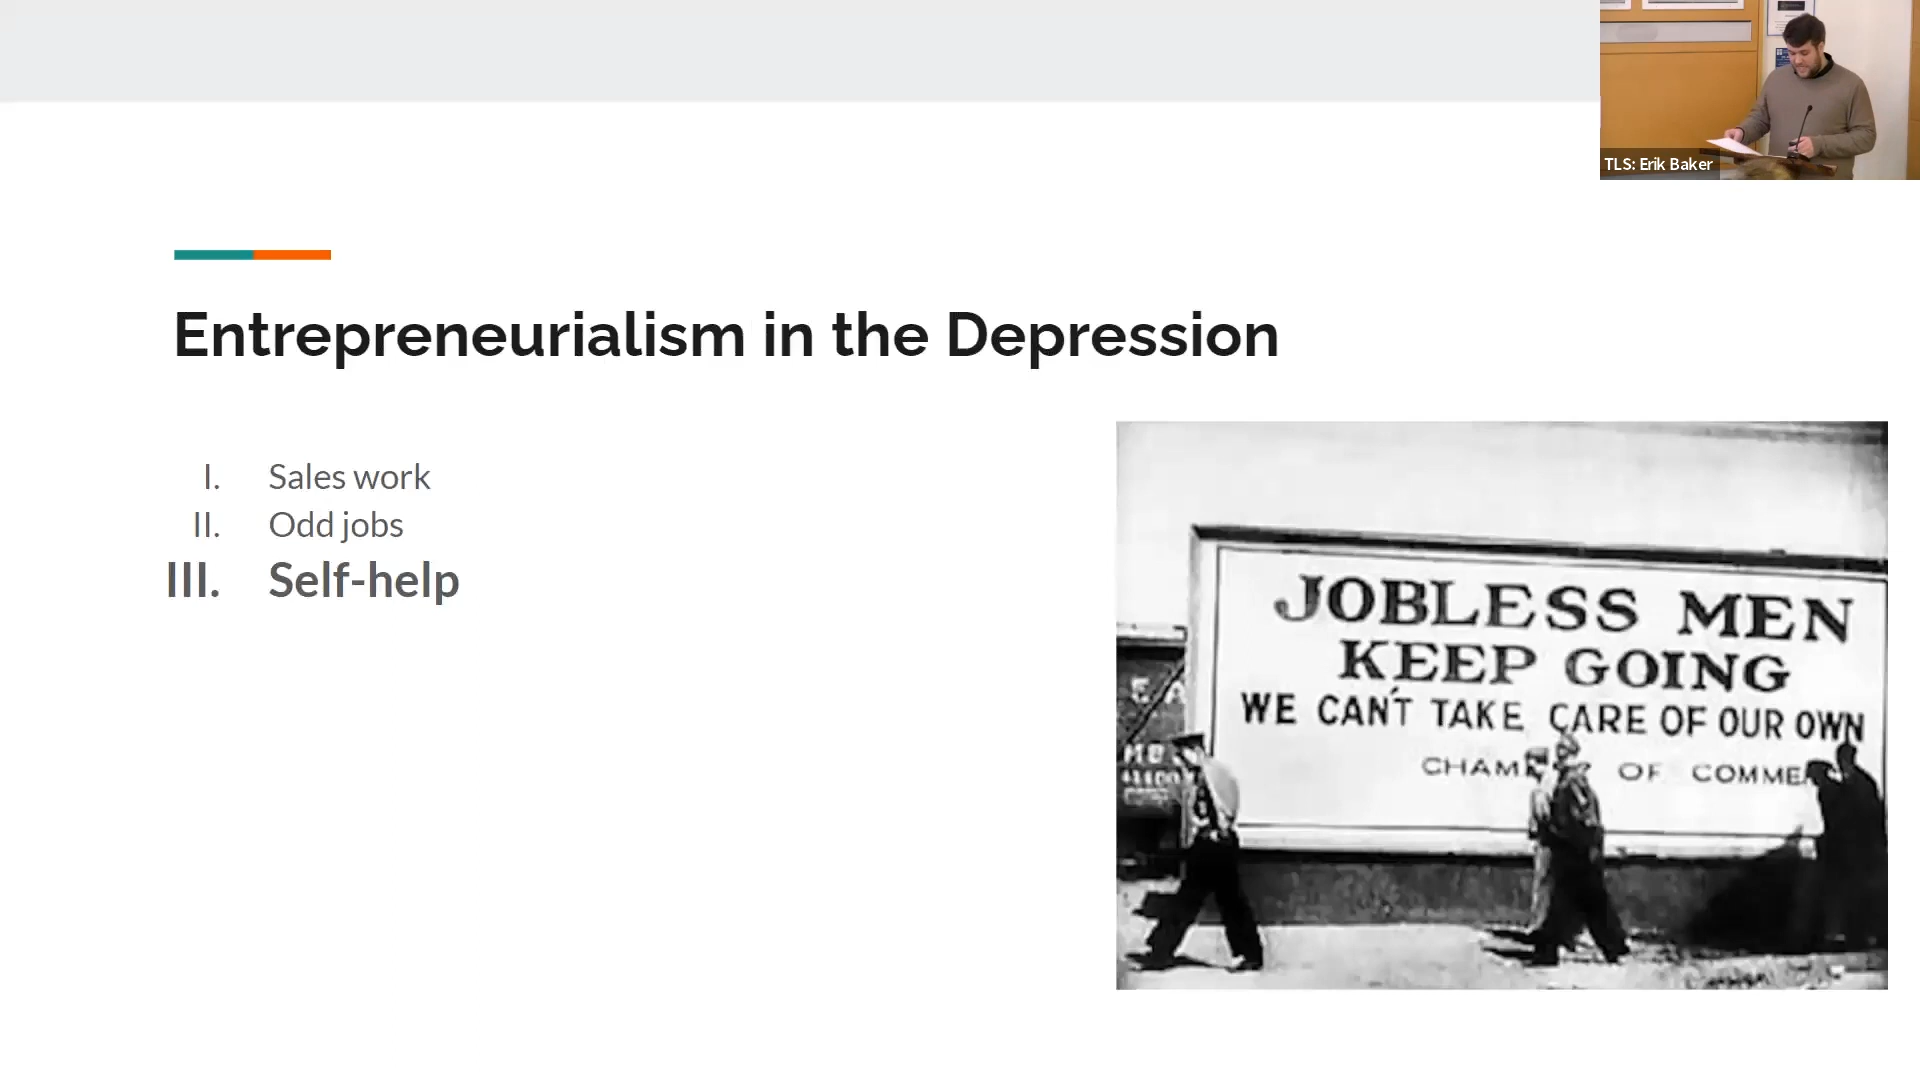 TLS: Erik Baker
Entrepreneurialism in the Depression
I. Sales work
II. Odd jobs
III. Self-help
JOBLESS MEN
KEEP GOING
WE CAN'T TAKE CARE OF OUR OWN
OF